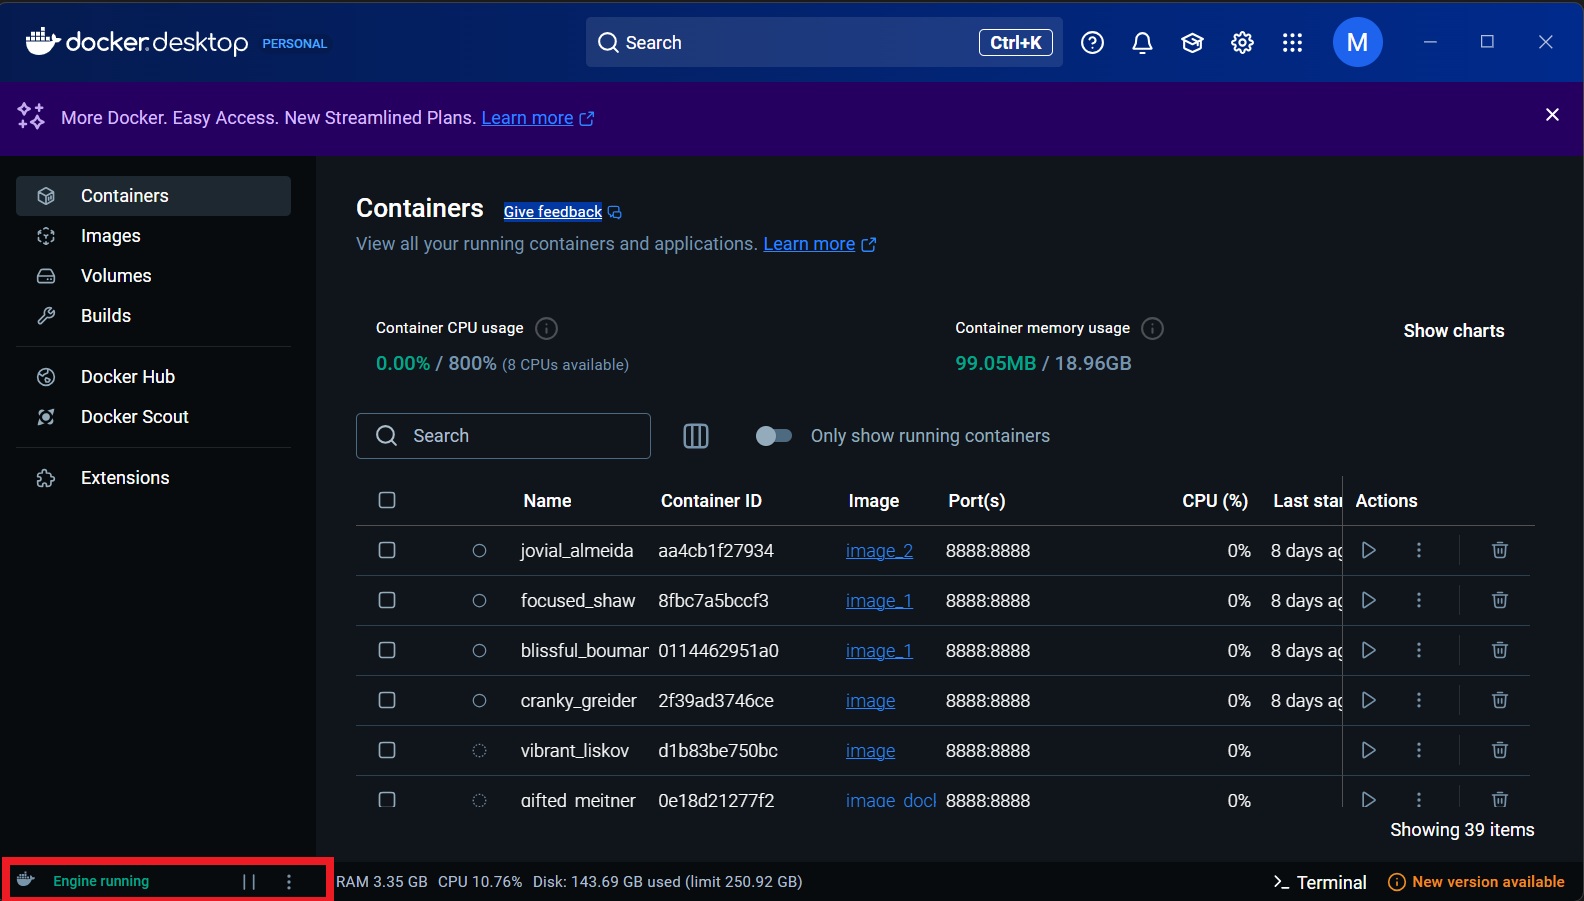 docker.desktop PERSONAL
Search Ctrl+K
M
More Docker. Easy Access. New Streamlined Plans. Learn more
Containers
Images
Volumes
Builds
Docker Hub
Docker Scout
Extensions
Containers Give feedback
View all your running containers and applications. Learn more
Container CPU usage
0.00% / 800% (8 CPUs available)
Container memory usage
99.05MB / 18.96GB
Show charts
Search
Only show running containers
Name Container ID Image Port(s) CPU (%) Last star Actions
jovial_almeida aa4cb1f27934 image_2 8888:8888 0% 8 days ag
focused_shaw 8fbc7a5bccf3 image_1 8888:8888 0% 8 days ag
blissful_bouman 0114462951a0 image_1 8888:8888 0% 8 days ag
cranky_greider 2f39ad3746ce image 8888:8888 0% 8 days ag
vibrant_liskov d1b83be750bc image 8888:8888 0%
gifted_meitner 0e18d21277f2 image_docl 8888:8888 0%
Showing 39 items
Engine running
RAM 3.35 GB CPU 10.76% Disk: 143.69 GB used (limit 250.92 GB)
>_ Terminal
New version available